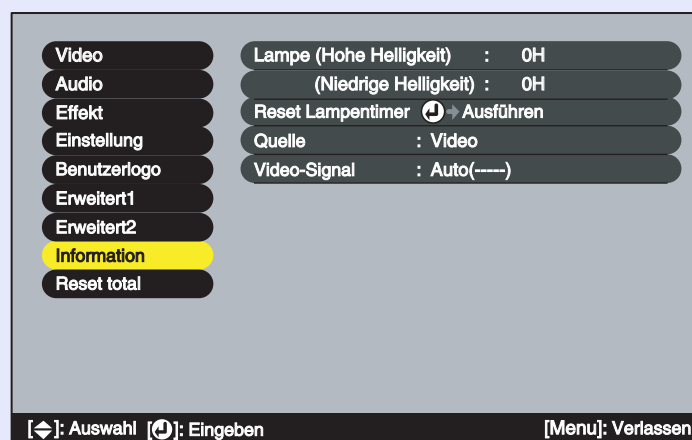 Video
Audio
Effekt
Einstellung
Benutzerlogo
Erweitert1
Erweitert2
Information
Reset total
Lampe (Hohe Helligkeit) : 0H
(Niedrige Helligkeit) : 0H
Reset Lampentimer Ausführen
Quelle : Video
Video-Signal : Auto(-----)
[ ]: Auswahl [ ]: Eingeben [Menu]: Verlassen